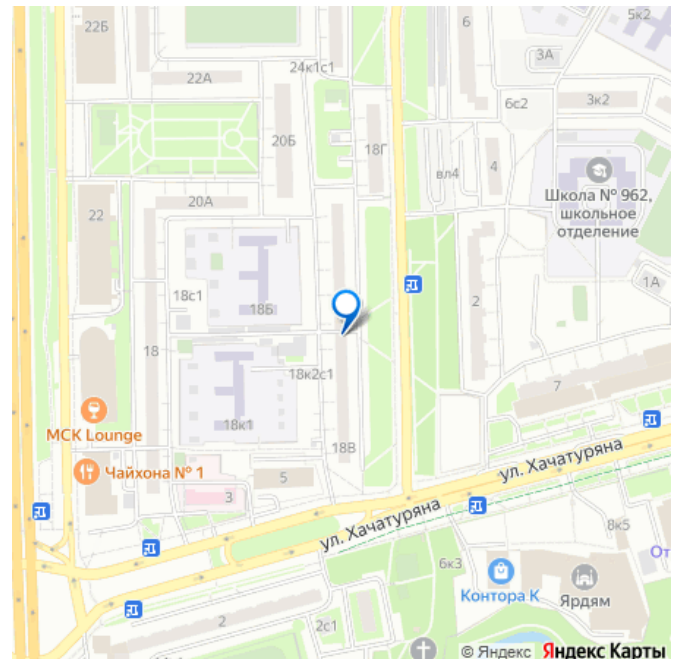 22Б
6
5к2
3А
24к1с1
22А
3к2
6с2
20Б
18Г
вл4
4
Школа № 962,
школьное
отделение
20А
22
1А
18с1
18Б
2
18
18к2с1
7
18к1
MCK Lounge
18В
Чайхона № 1
5
3
ул. Хачатуряна
ул. Хачатуряна
8к5
6к3
От
Контора К
Ярдям
2
2с1
© Яндекс Яндекс Карты